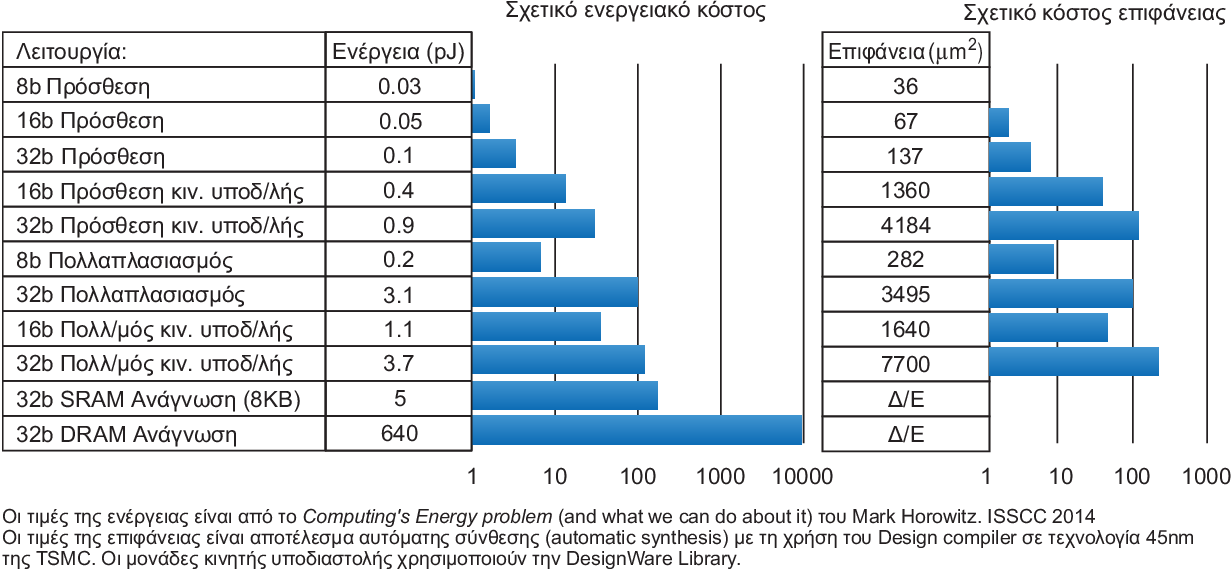 Σχετικό ενεργειακό κόστος Σχετικό κόστος επιφάνειας
Λειτουργία: Ενέργεια (pJ) Επιφάνεια (μm²)
8b Πρόσθεση 0.03 36
16b Πρόσθεση 0.05 67
32b Πρόσθεση 0.1 137
16b Πρόσθεση κιν. υποδ/λής 0.4 1360
32b Πρόσθεση κιν. υποδ/λής 0.9 4184
8b Πολλαπλασιασμός 0.2 282
32b Πολλαπλασιασμός 3.1 3495
16b Πολλ/μός κιν. υποδ/λής 1.1 1640
32b Πολλ/μός κιν. υποδ/λής 3.7 7700
32b SRAM Ανάγνωση (8KB) 5 Δ/Ε
32b DRAM Ανάγνωση 640 Δ/Ε
1 10 100 1000 10000 1 10 100 1000
Οι τιμές της ενέργειας είναι από το Computing's Energy problem (and what we can do about it) του Mark Horowitz. ISSCC 2014
Οι τιμές της επιφάνειας είναι αποτέλεσμα αυτόματης σύνθεσης (automatic synthesis) με τη χρήση του Design compiler σε τεχνολογία 45nm
της TSMC. Οι μονάδες κινητής υποδιαστολής χρησιμοποιούν την DesignWare Library.